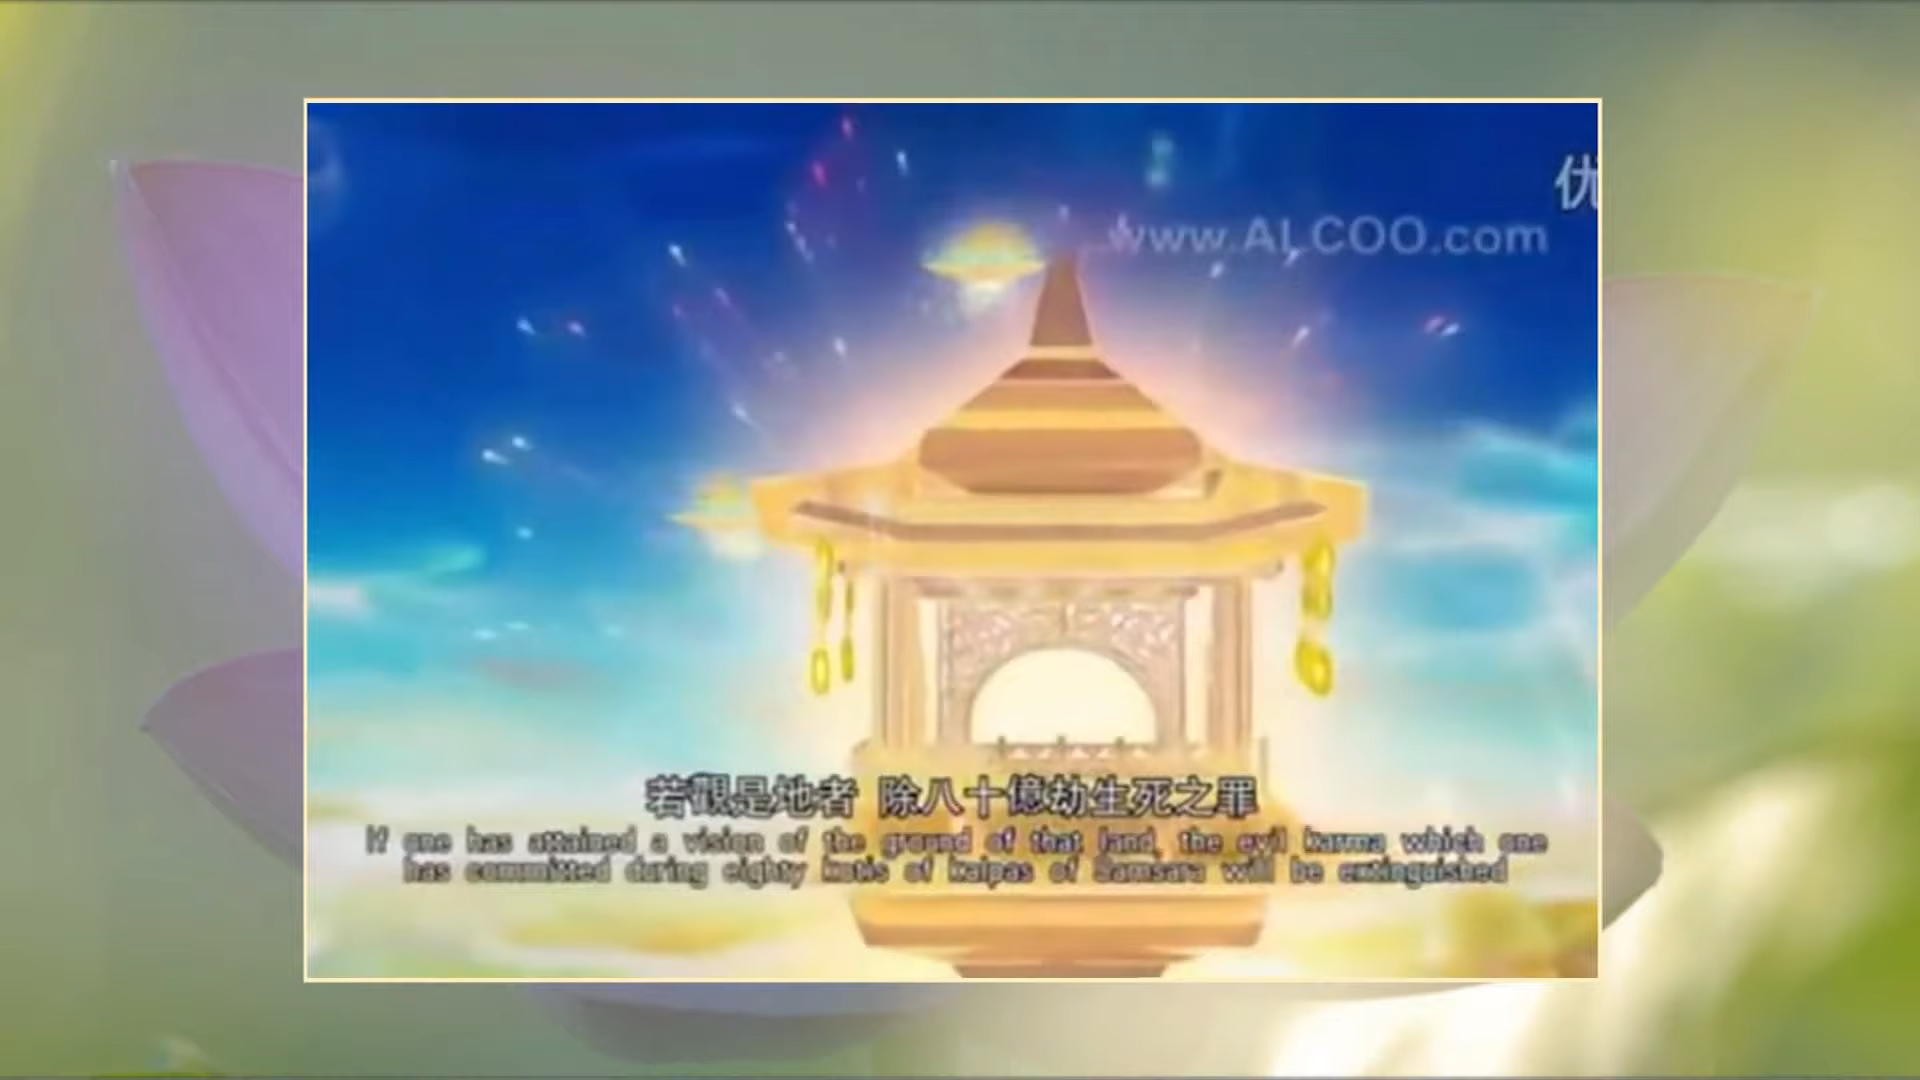 优
www.ALCOO.com
若觀是地者 除八十億劫生死之罪
If one has attained a vision of the ground of that land, the evil karma which one
has committed during eighty kotis of kalpas of Samsara will be extinguished